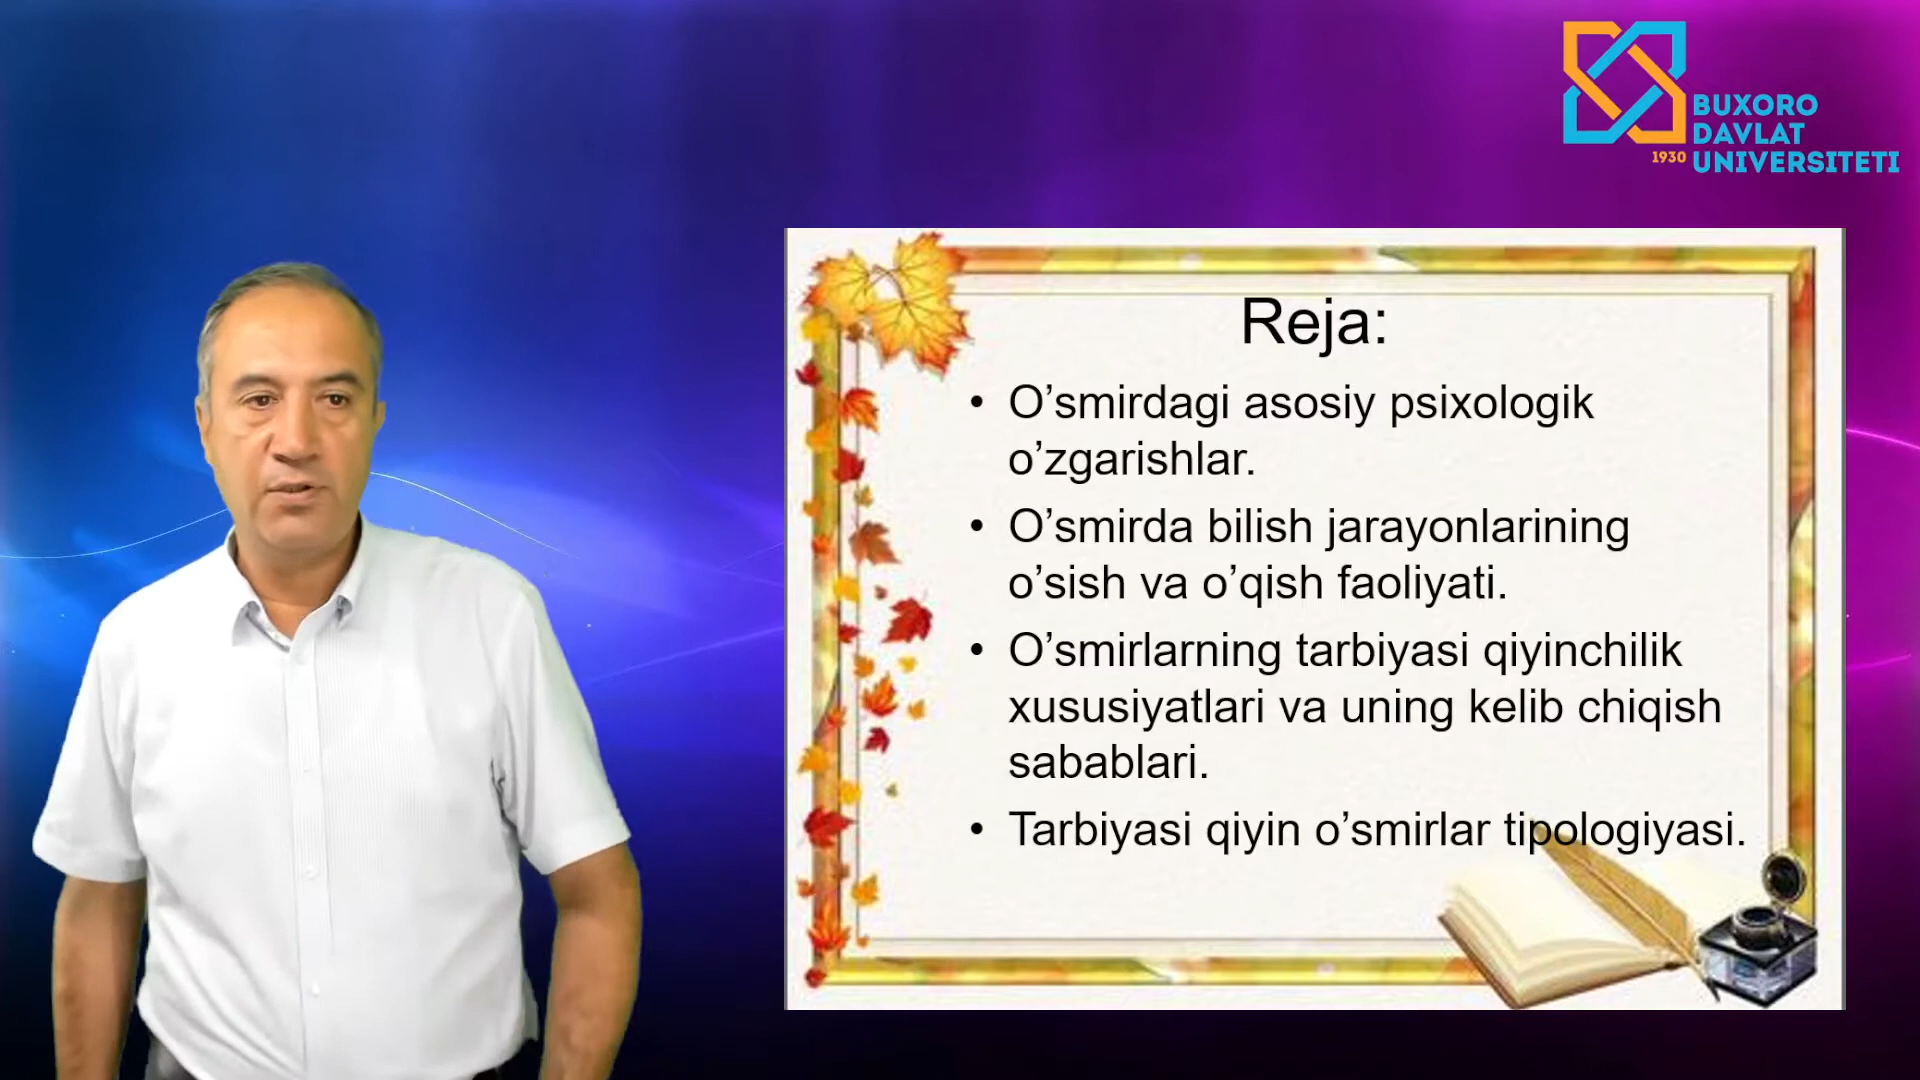 BUXORO
DAVLAT
1930 UNIVERSITETI
Reja:
• O’smirdagi asosiy psixologik
o’zgarishlar.
• O’smirda bilish jarayonlarining
o’sish va o’qish faoliyati.
• O’smirlarning tarbiyasi qiyinchilik
xususiyatlari va uning kelib chiqish
sabablari.
• Tarbiyasi qiyin o’smirlar tipologiyasi.